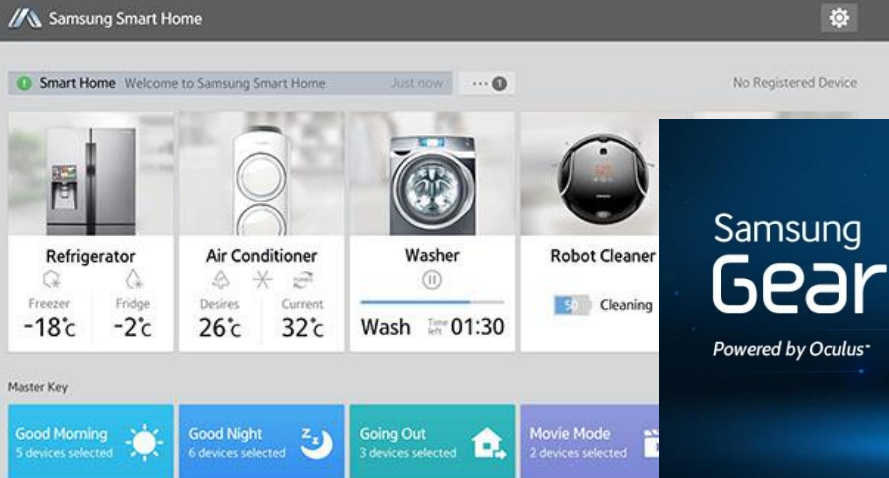 Samsung Smart Home
Smart Home Welcome to Samsung Smart Home Just now ... 1
No Registered Device
Refrigerator
Freezer Fridge
-18°c -2°c
Air Conditioner
Desires Current
26°c 32°c
Washer
Wash Time left 01:30
Robot Cleaner
50 Cleaning
Samsung
Gear
Powered by Oculus™
Master Key
Good Morning
5 devices selected
Good Night
6 devices selected
Going Out
3 devices selected
Movie Mode
2 devices selected